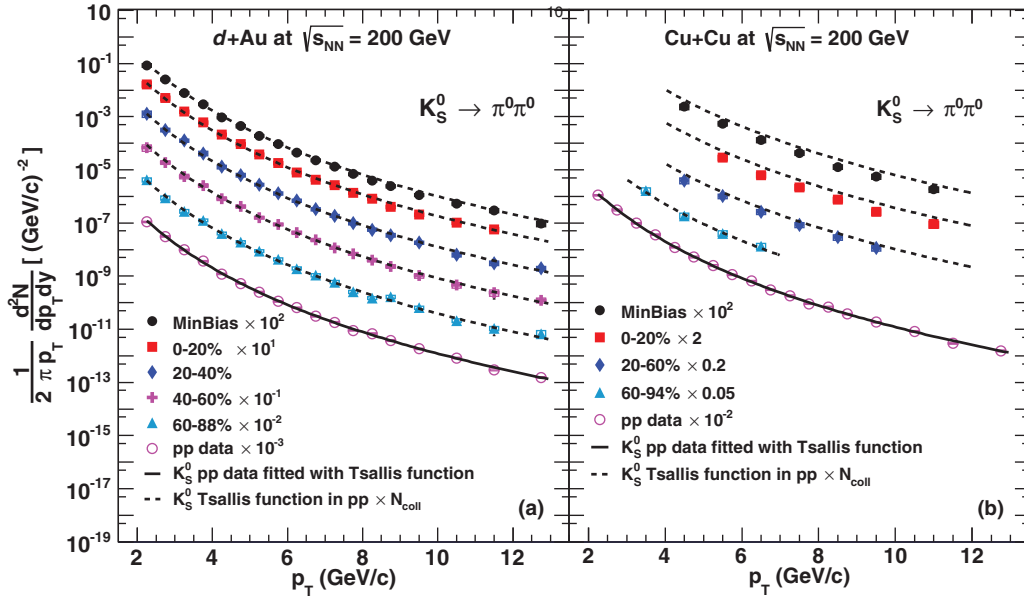 10
d+Au at √s_NN = 200 GeV
Cu+Cu at √s_NN = 200 GeV
K_S^0 → π^0π^0
K_S^0 → π^0π^0
1/(2 π p_T) d^2N/(dp_Tdy) [ (GeV/c)^-2 ]
10^-1
10^-3
10^-5
10^-7
10^-9
10^-11
10^-13
10^-15
10^-17
10^-19
MinBias × 10^2
0-20% × 10^1
20-40%
40-60% × 10^-1
60-88% × 10^-2
pp data × 10^-3
K_S^0 pp data fitted with Tsallis function
K_S^0 Tsallis function in pp × N_coll
(a)
MinBias × 10^2
0-20% × 2
20-60% × 0.2
60-94% × 0.05
pp data × 10^-2
K_S^0 pp data fitted with Tsallis function
K_S^0 Tsallis function in pp × N_coll
(b)
2 4 6 8 10 12
2 4 6 8 10 12
p_T (GeV/c)
p_T (GeV/c)